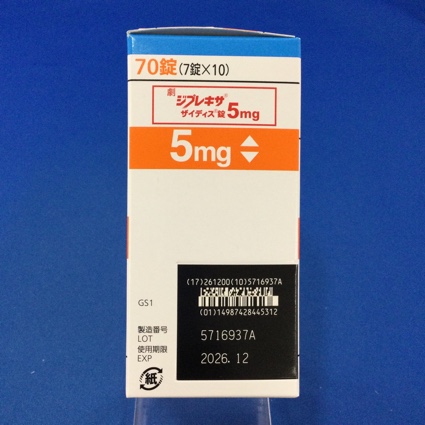 70錠(7錠×10)
劇 ジプレキサ®
ザイディス®錠5mg
5mg
(17)261200(10)5716937A
(01)14987428445312
GS1
製造番号
LOT
5716937A
使用期限
EXP
2026.12
紙